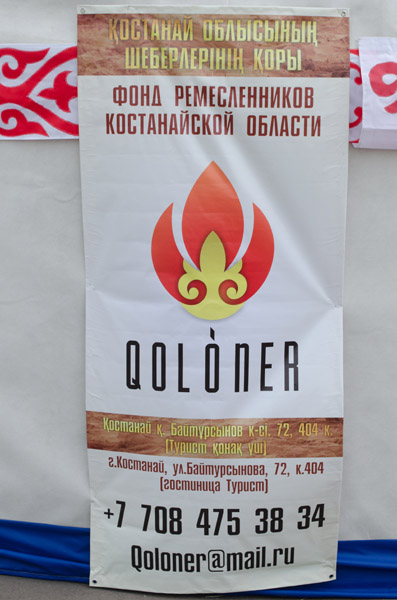 ҚОСТАНАЙ ОБЛЫСЫНЫҢ
ШЕБЕРЛЕРІНІҢ ҚОРЫ
ФОНД РЕМЕСЛЕННИКОВ
КОСТАНАЙСКОЙ ОБЛАСТИ
QOLÒNER
Қостанай қ. Байтұрсынов к-сі. 72, 404 к.
(Турист қонақ үйі)
г.Костанай, ул.Байтурсынова, 72, к.404
(гостиница Турист)
+7 708 475 38 34
Qoloner@mail.ru